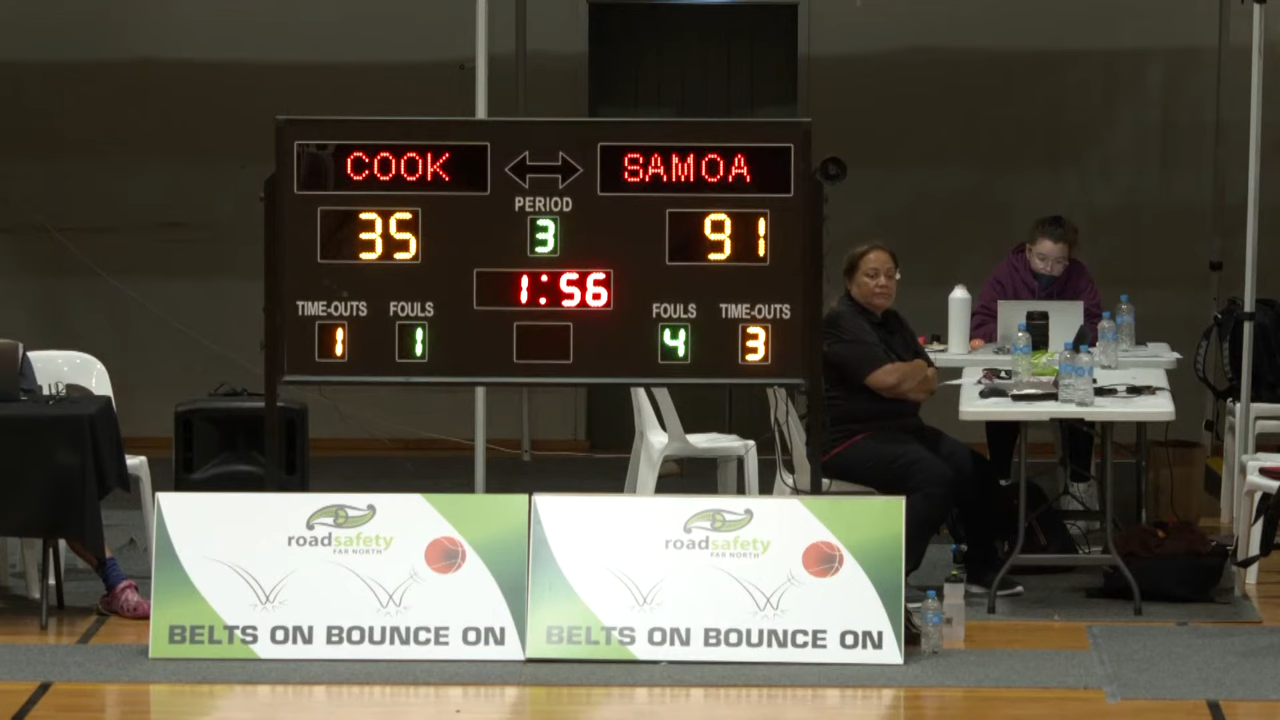 COOK SAMOA
PERIOD
35 3 91
1:56
TIME-OUTS FOULS FOULS TIME-OUTS
1 1 4 3
roadsafety roadsafety
FAR NORTH FAR NORTH
BELTS ON BOUNCE ON BELTS ON BOUNCE ON